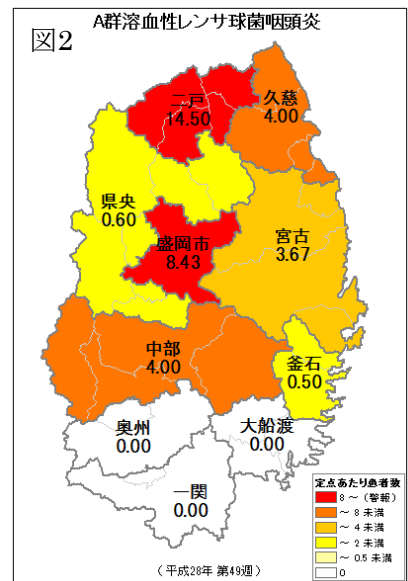 A群溶血性レンサ球菌咽頭炎
図2
二戸
14.50
久慈
4.00
県央
0.60
盛岡市
8.43
宮古
3.67
中部
4.00
釜石
0.50
奥州
0.00
大船渡
0.00
一関
0.00
定点あたり患者数
8 ~ (警報)
~ 8 未満
~ 4 未満
~ 2 未満
~ 0.5 未満
0
(平成28年 第49週)